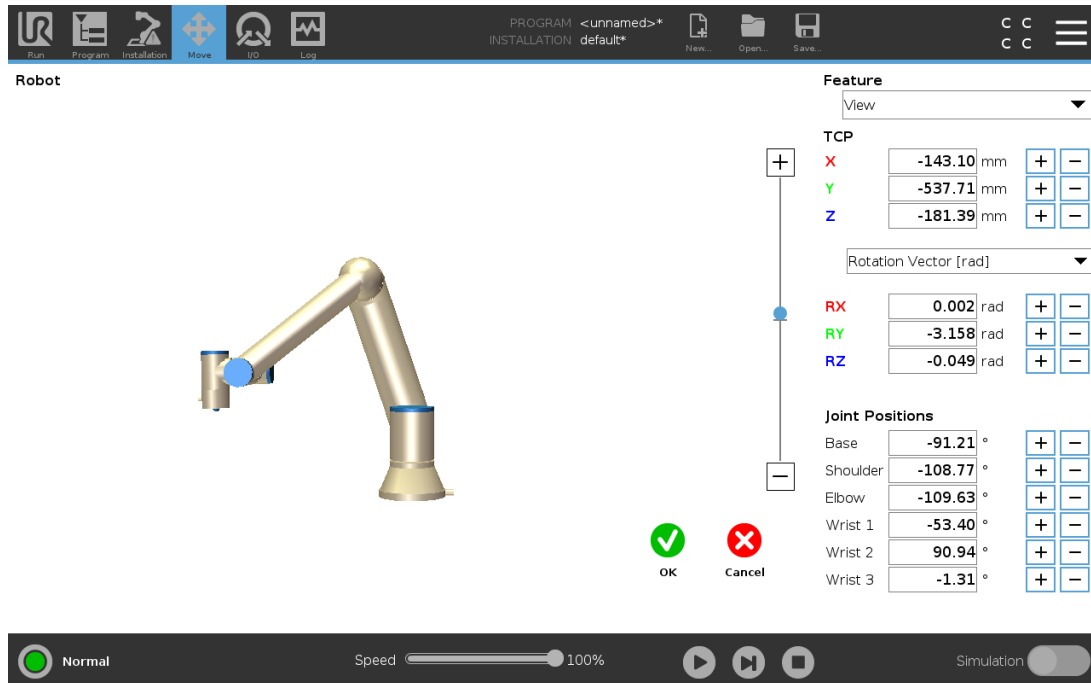 UR
Run
Program
Installation
Move
I/O
Log
PROGRAM <unnamed>*
INSTALLATION default*
New...
Open...
Save...
C C
C C
Robot
Feature
View
TCP
X -143.10 mm + −
Y -537.71 mm + −
Z -181.39 mm + −
Rotation Vector [rad]
RX 0.002 rad + −
RY -3.158 rad + −
RZ -0.049 rad + −
Joint Positions
Base -91.21 ° + −
Shoulder -108.77 ° + −
Elbow -109.63 ° + −
Wrist 1 -53.40 ° + −
Wrist 2 90.94 ° + −
Wrist 3 -1.31 ° + −
+
−
OK
Cancel
Normal
Speed 100%
Simulation